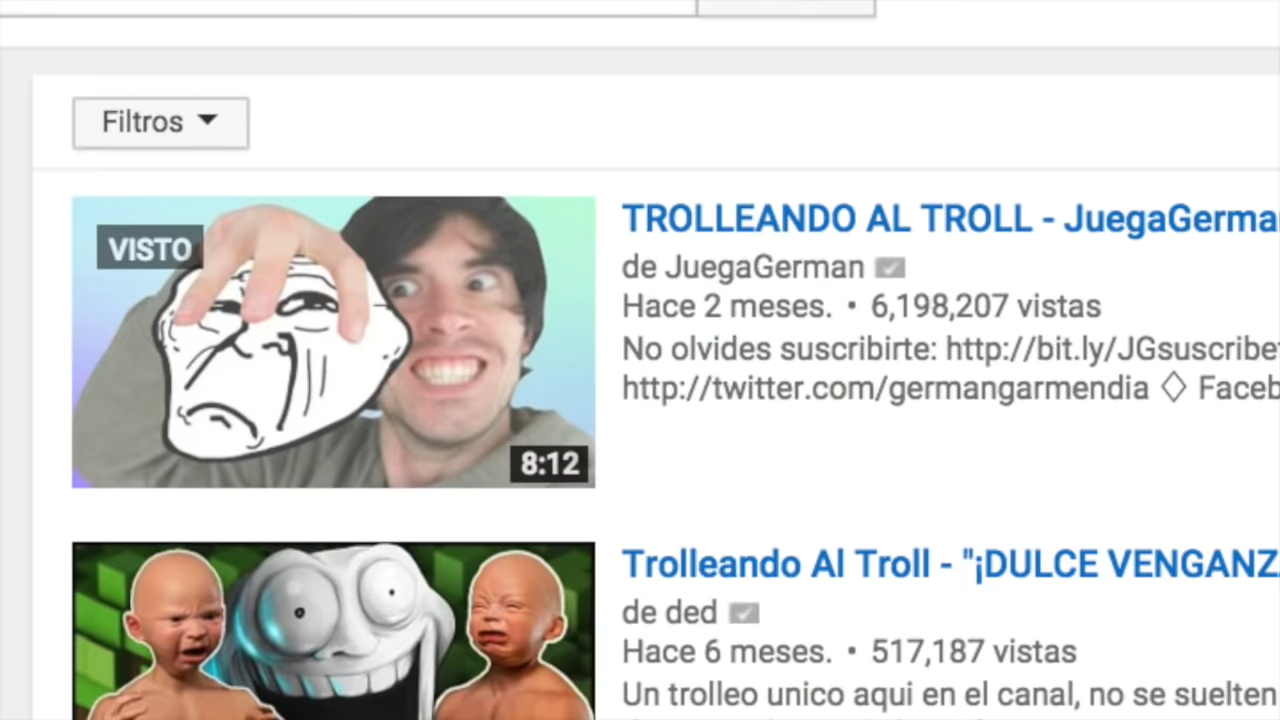 Filtros
VISTO
8:12
TROLLEANDO AL TROLL - JuegaGerma
de JuegaGerman
Hace 2 meses. • 6,198,207 vistas
No olvides suscribirte: http://bit.ly/JGsuscribe
http://twitter.com/germangarmendia ◇ Faceb
Trolleando Al Troll - "¡DULCE VENGANZ
de ded
Hace 6 meses. • 517,187 vistas
Un trolleo unico aqui en el canal, no se suelten